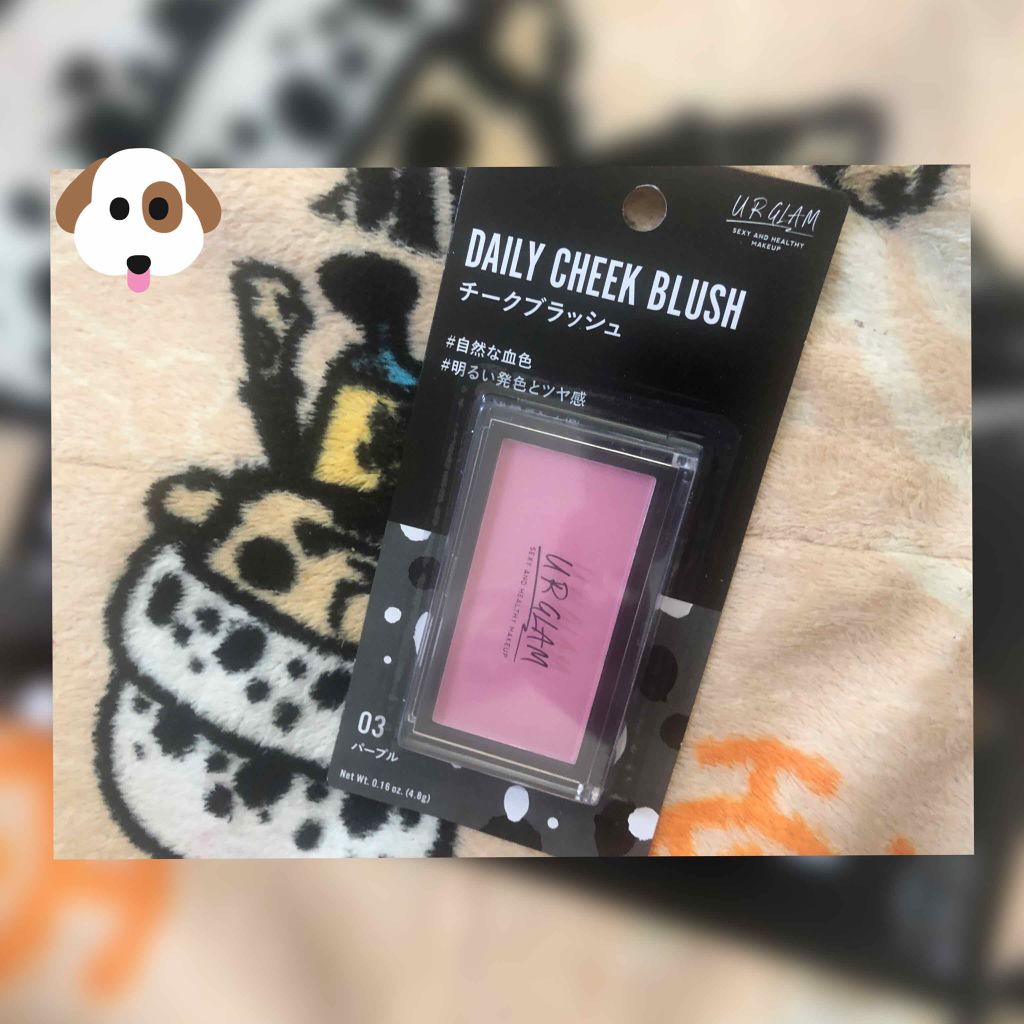 UR GLAM
SEXY AND HEALTHY
MAKEUP
DAILY CHEEK BLUSH
チークブラッシュ
#自然な血色
#明るい発色とツヤ感
UR GLAM
SEXY AND HEALTHY MAKEUP
03
パープル
Net Wt. 0.16 oz. (4.8g)